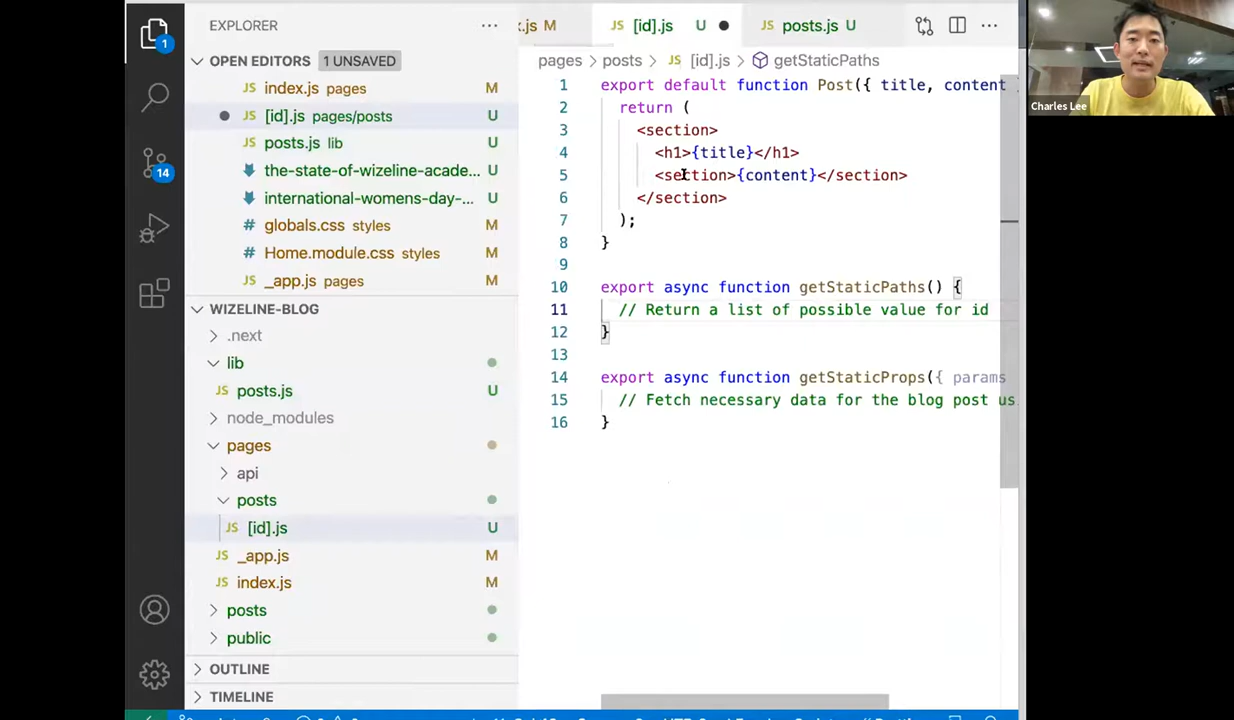 EXPLORER
OPEN EDITORS 1 UNSAVED
index.js pages M
[id].js pages/posts U
posts.js lib U
the-state-of-wizeline-acade... U
international-womens-day-... U
globals.css styles M
Home.module.css styles M
_app.js pages M
WIZELINE-BLOG
.next
lib
posts.js U
node_modules
pages
api
posts
[id].js U
_app.js M
index.js M
posts
public
OUTLINE
TIMELINE
1
14
x.js M
[id].js U
posts.js U
pages > posts > JS [id].js > getStaticPaths
1 export default function Post({ title, content
2 return (
3 <section>
4 <h1>{title}</h1>
5 <section>{content}</section>
6 </section>
7 );
8 }
9
10 export async function getStaticPaths() {
11 // Return a list of possible value for id
12 }
13
14 export async function getStaticProps({ params
15 // Fetch necessary data for the blog post us
16 }
Charles Lee